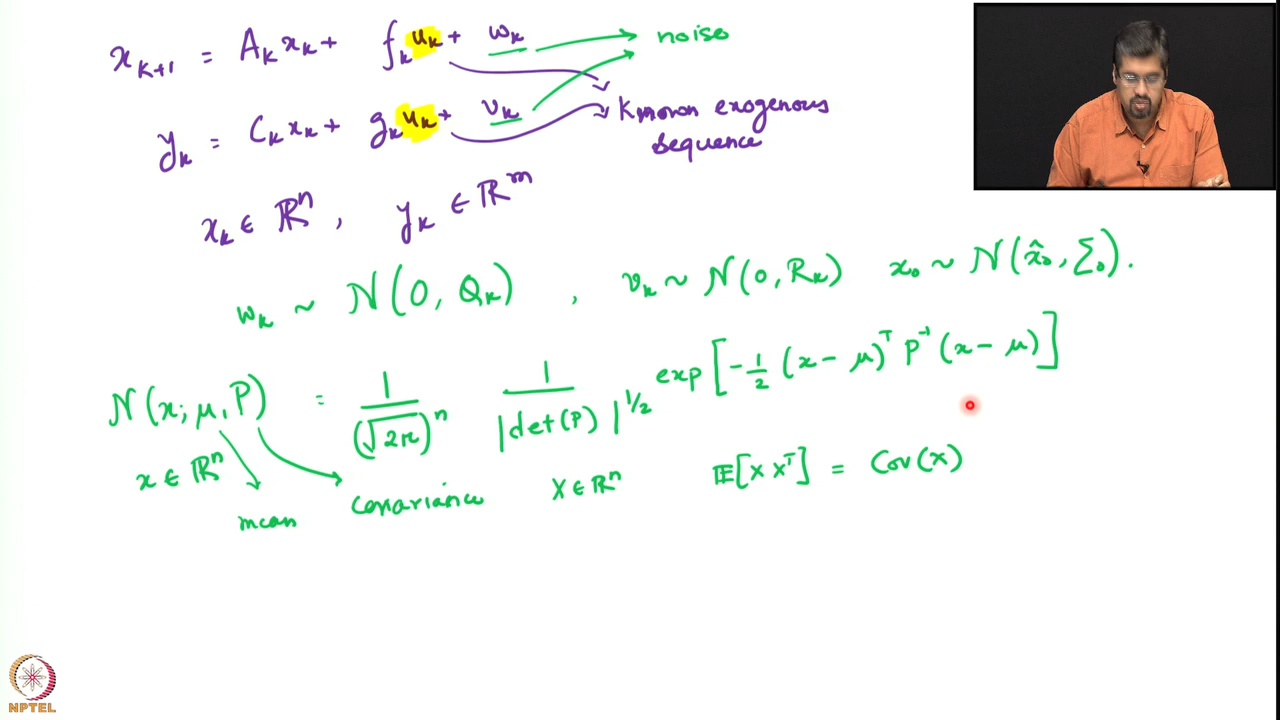 x_{k+1} = A_k x_k + f_k u_k + w_k → noise
y_k = C_k x_k + g_k u_k + v_k → Known exogenous sequence
x_k ∈ ℝ^n , y_k ∈ ℝ^m
w_k ~ N(0, Q_k) , v_k ~ N(0, R_k) x_0 ~ N(x̂_0, Σ_0).
N(x; μ, P) = 1/(√2π)^n 1/|det(P)|^{1/2} exp[-1/2 (x - μ)^T P^{-1} (x - μ)]
x ∈ ℝ^n mean covariance X ∈ ℝ^n 𝔼[X X^T] = Cov(X)
NPTEL